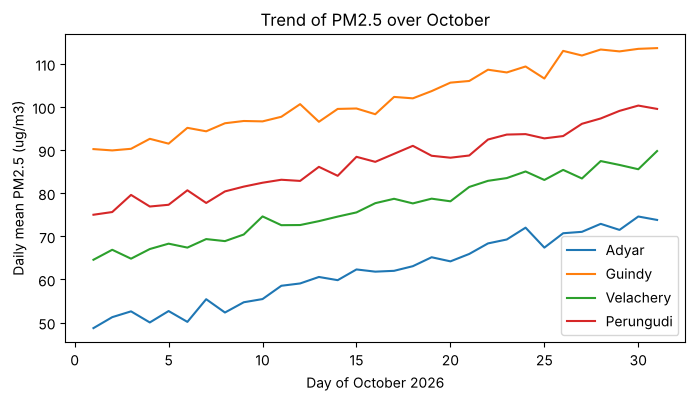 Trend of PM2.5 over October
Daily mean PM2.5 (ug/m3)
110
100
90
80
70
60
50
0 5 10 15 20 25 30
Day of October 2026
Adyar
Guindy
Velachery
Perungudi